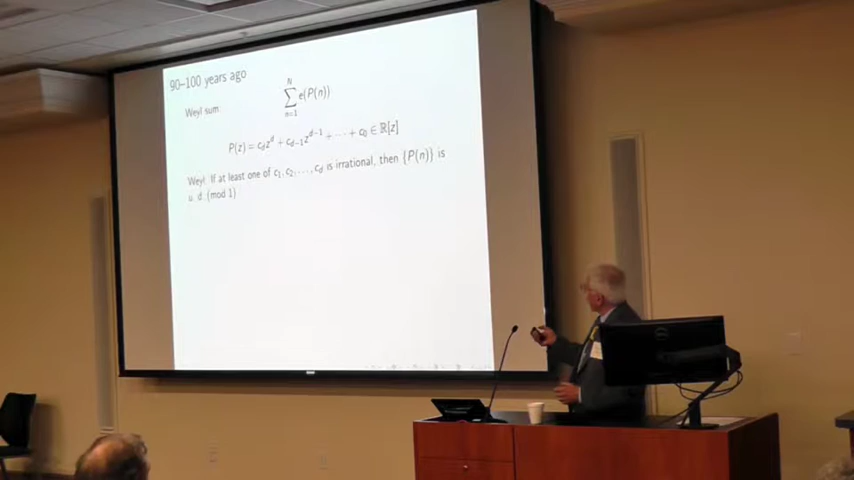 90–100 years ago
Weyl sum
N
∑ e(P(n))
n=1
P(z) = c_d z^d + c_{d−1} z^{d−1} + ⋯ + c_0 ∈ ℝ[z]
Weyl: If at least one of c_1, c_2, …, c_d is irrational, then {P(n)} is
u. d. (mod 1)